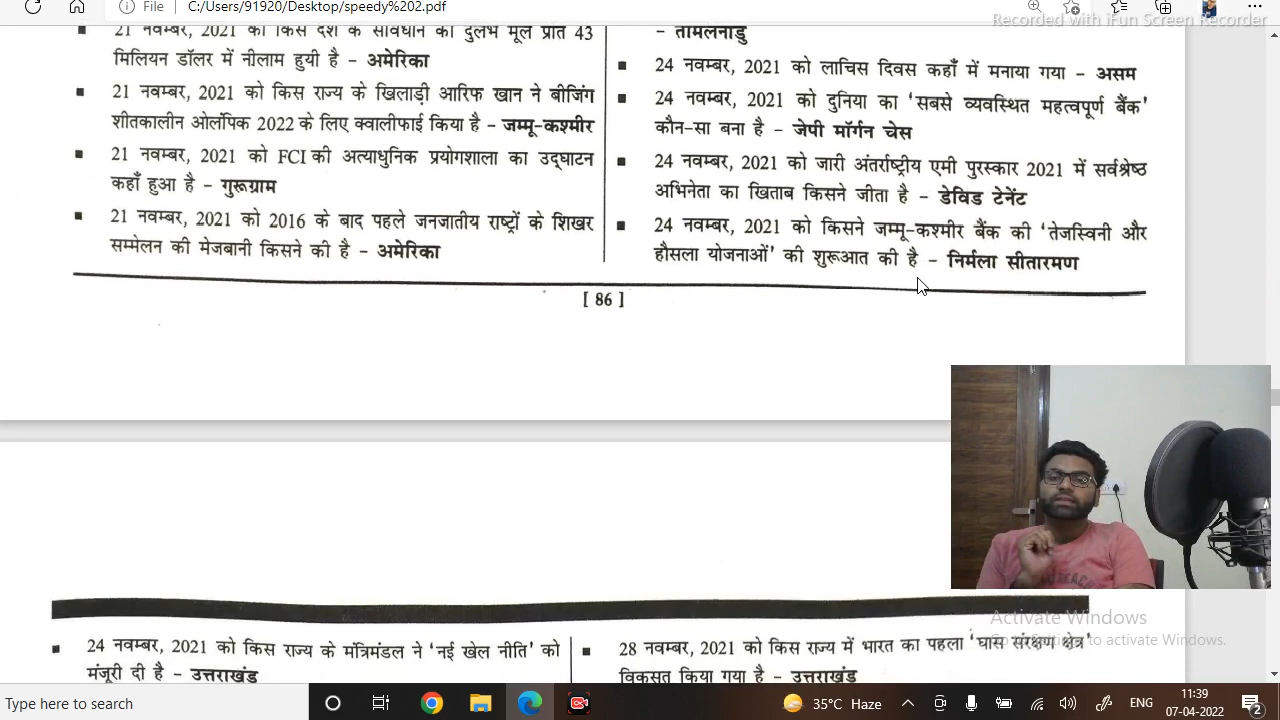 File
C:/Users/91920/Desktop/speedy%202.pdf
Recorded with iFun Screen Recorder
21 नवम्बर, 2021 को किस देश के संविधान की दुर्लभ मूल प्रति 43
मिलियन डॉलर में नीलाम हुयी है – अमेरिका
21 नवम्बर, 2021 को किस राज्य के खिलाड़ी आरिफ खान ने बीजिंग
शीतकालीन ओलंपिक 2022 के लिए क्वालीफाई किया है – जम्मू-कश्मीर
21 नवम्बर, 2021 को FCI की अत्याधुनिक प्रयोगशाला का उद्घाटन
कहाँ हुआ है – गुरूग्राम
21 नवम्बर, 2021 को 2016 के बाद पहले जनजातीय राष्ट्रों के शिखर
सम्मेलन की मेजबानी किसने की है – अमेरिका
– तमिलनाडु
24 नवम्बर, 2021 को लाचित दिवस कहाँ में मनाया गया – असम
24 नवम्बर, 2021 को दुनिया का 'सबसे व्यवस्थित महत्वपूर्ण बैंक'
कौन-सा बना है – जेपी मॉर्गन चेस
24 नवम्बर, 2021 को जारी अंतर्राष्ट्रीय एमी पुरस्कार 2021 में सर्वश्रेष्ठ
अभिनेता का खिताब किसने जीता है – डेविड टेनेंट
24 नवम्बर, 2021 को किसने जम्मू-कश्मीर बैंक की 'तेजस्विनी और
हौसला योजनाओं' की शुरूआत की है – निर्मला सीतारमण
[ 86 ]
24 नवम्बर, 2021 को किस राज्य के मंत्रिमंडल ने 'नई खेल नीति' को
मंजूरी दी है – उत्तराखंड
28 नवम्बर, 2021 को किस राज्य में भारत का पहला 'घास संरक्षण क्षेत्र'
विकसत किया गया है – उत्तराखंड
Activate Windows
Go to Settings to activate Windows.
Type here to search
35°C Haze
ENG
11:39
07-04-2022
2